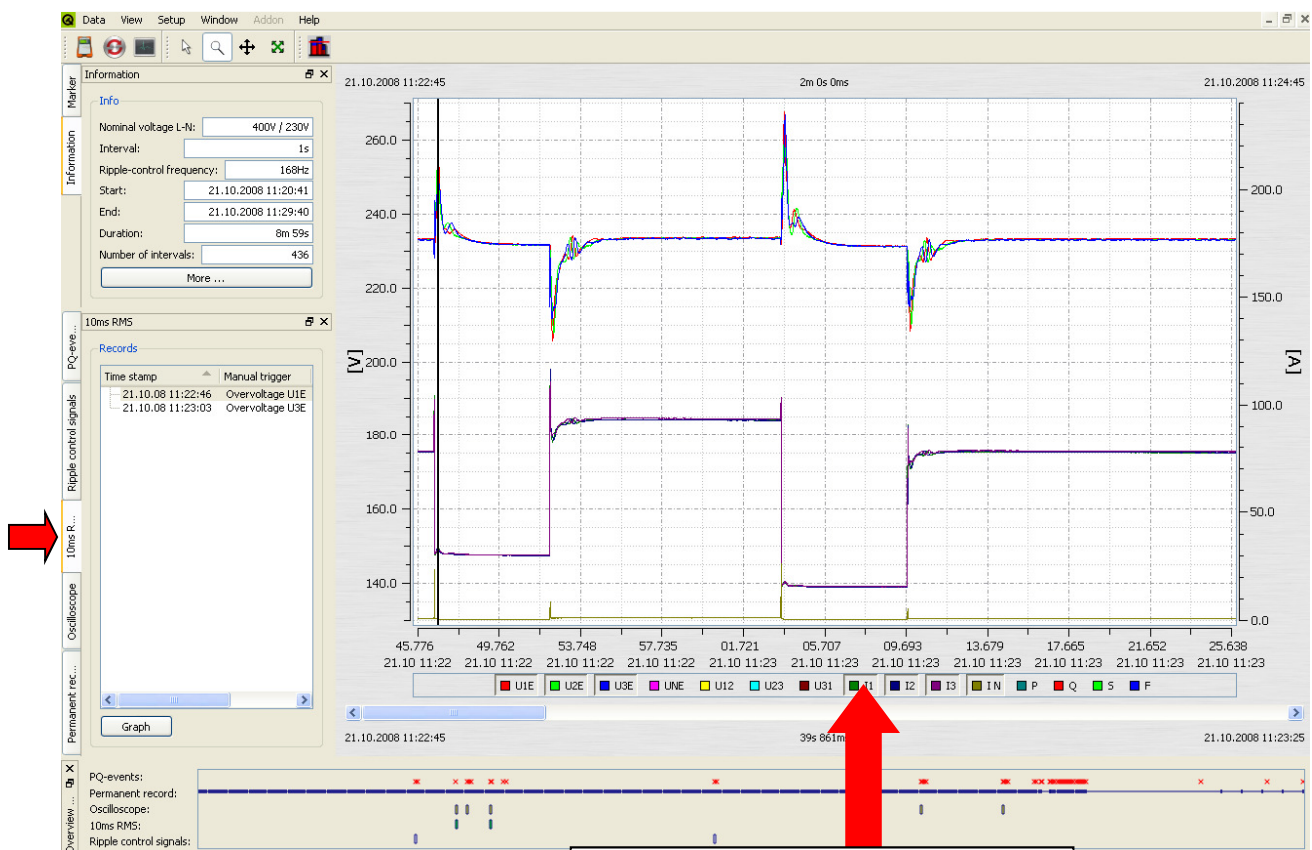 Data View Setup Window Addon Help
Marker
Information
Information
Info
Nominal voltage L-N: 400V / 230V
Interval: 1s
Ripple-control frequency: 168Hz
Start: 21.10.2008 11:20:41
End: 21.10.2008 11:29:40
Duration: 8m 59s
Number of intervals: 436
More ...
PQ-eve...
Ripple control signals
10ms R...
Oscilloscope
Permanent rec...
10ms RMS
Records
Time stamp Manual trigger
21.10.08 11:22:46 Overvoltage U1E
21.10.08 11:23:03 Overvoltage U3E
Graph
21.10.2008 11:22:45 2m 0s 0ms 21.10.2008 11:24:45
[V]
260.0
240.0
220.0
200.0
180.0
160.0
140.0
[A]
200.0
150.0
100.0
50.0
0.0
45.776 49.762 53.748 57.735 01.721 05.707 09.693 13.679 17.665 21.652 25.638
21.10 11:22 21.10 11:22 21.10 11:22 21.10 11:22 21.10 11:23 21.10 11:23 21.10 11:23 21.10 11:23 21.10 11:23 21.10 11:23 21.10 11:23
U1E U2E U3E UNE U12 U23 U31 I1 I2 I3 I N P Q S F
21.10.2008 11:22:45 39s 861m 21.10.2008 11:23:25
Overview ...
PQ-events:
Permanent record:
Oscilloscope:
10ms RMS:
Ripple control signals: